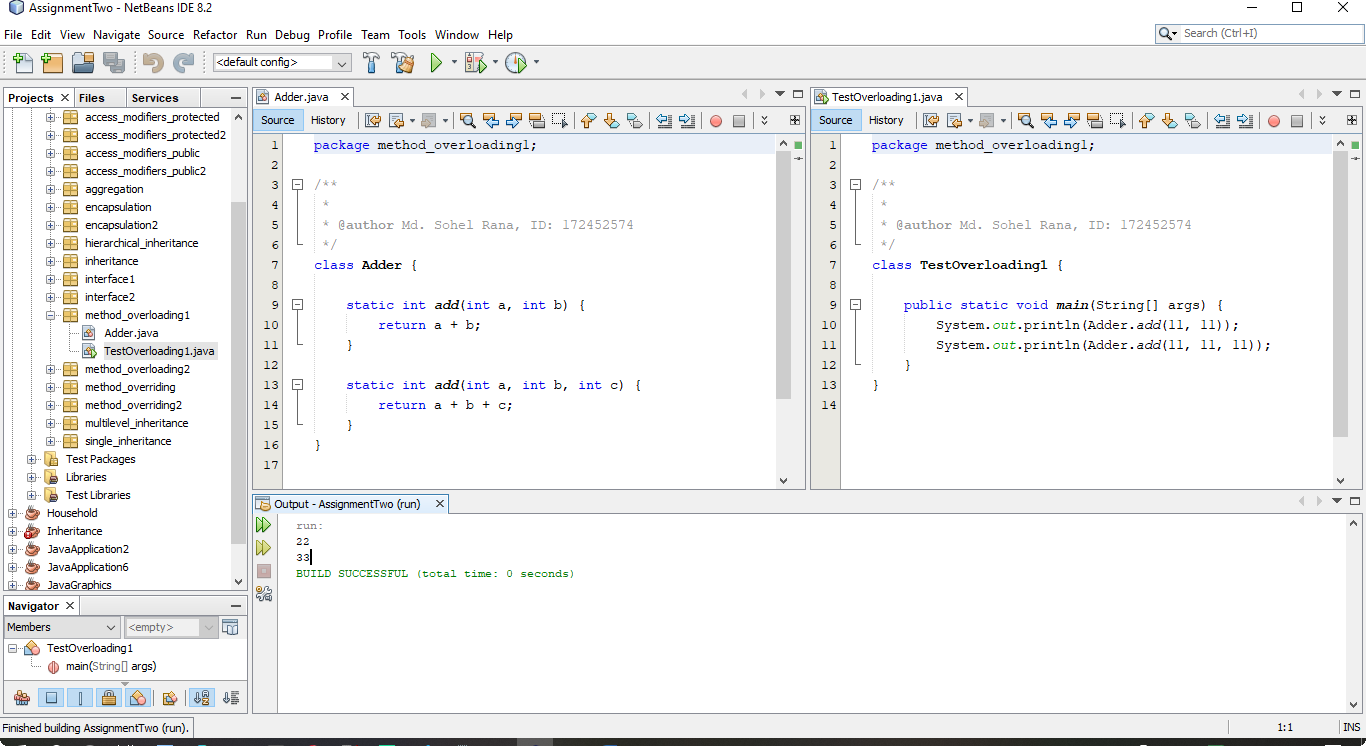 AssignmentTwo - NetBeans IDE 8.2
File Edit View Navigate Source Refactor Run Debug Profile Team Tools Window Help
Search (Ctrl+I)
<default config>
Projects Files Services
access_modifiers_protected
access_modifiers_protected2
access_modifiers_public
access_modifiers_public2
aggregation
encapsulation
encapsulation2
hierarchical_inheritance
inheritance
interface1
interface2
method_overloading1
Adder.java
TestOverloading1.java
method_overloading2
method_overriding
method_overriding2
multilevel_inheritance
single_inheritance
Test Packages
Libraries
Test Libraries
Household
Inheritance
JavaApplication2
JavaApplication6
JavaGraphics
Navigator
Members <empty>
TestOverloading1
main(String[] args)
Adder.java
Source History
1 package method_overloading1;
2
3 /**
4 *
5 * @author Md. Sohel Rana, ID: 172452574
6 */
7 class Adder {
8
9 static int add(int a, int b) {
10 return a + b;
11 }
12
13 static int add(int a, int b, int c) {
14 return a + b + c;
15 }
16 }
17
TestOverloading1.java
Source History
1 package method_overloading1;
2
3 /**
4 *
5 * @author Md. Sohel Rana, ID: 172452574
6 */
7 class TestOverloading1 {
8
9 public static void main(String[] args) {
10 System.out.println(Adder.add(11, 11));
11 System.out.println(Adder.add(11, 11, 11));
12 }
13 }
14
Output - AssignmentTwo (run)
run:
22
33
BUILD SUCCESSFUL (total time: 0 seconds)
Finished building AssignmentTwo (run).
1:1 INS